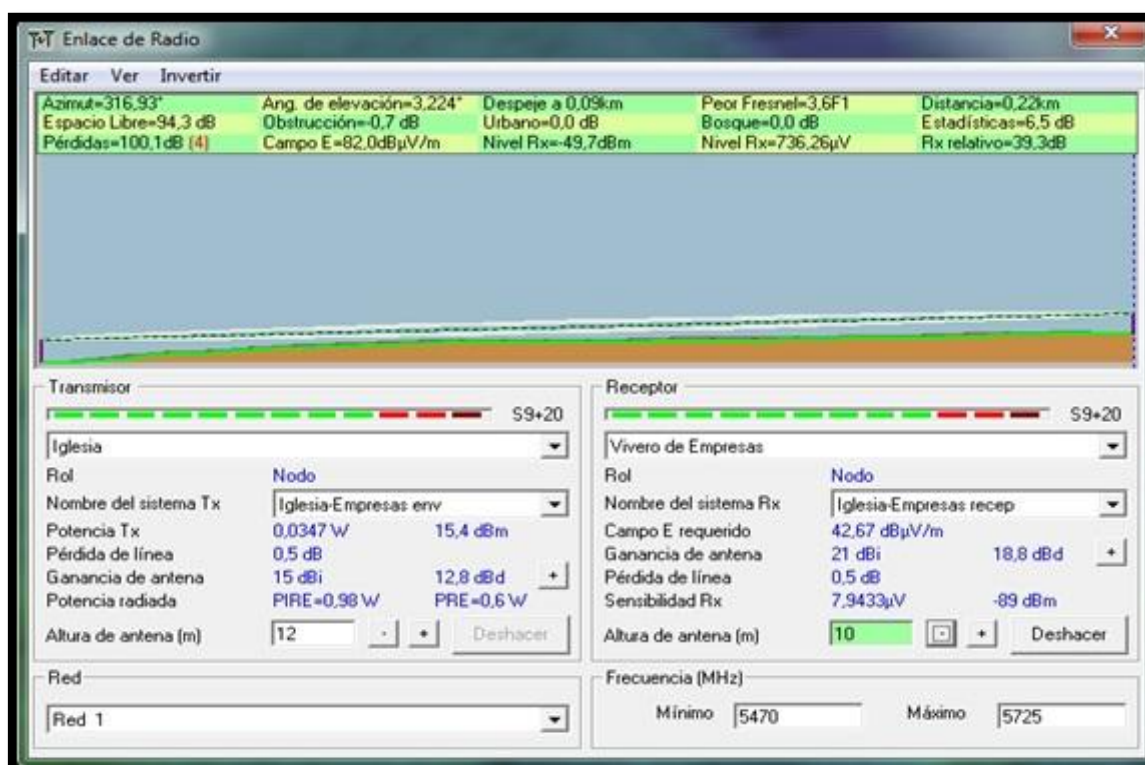 Enlace de Radio
Editar Ver Invertir
Azimut=316,93° Ang. de elevación=3,224° Despeje a 0,09km Peor Fresnel=3,6F1 Distancia=0,22km
Espacio Libre=94,3 dB Obstrucción=-0,7 dB Urbano=0,0 dB Bosque=0,0 dB Estadísticas=6,5 dB
Pérdidas=100,1dB (4) Campo E=82,0dBµV/m Nivel Rx=-49,7dBm Nivel Rx=736,26µV Rx relativo=39,3dB
Transmisor
S9+20
Iglesia
Rol Nodo
Nombre del sistema Tx Iglesia-Empresas env
Potencia Tx 0,0347 W 15,4 dBm
Pérdida de línea 0,5 dB
Ganancia de antena 15 dBi 12,8 dBd +
Potencia radiada PIRE=0,98 W PRE=0,6 W
Altura de antena (m) 12 - + Deshacer
Receptor
S9+20
Vivero de Empresas
Rol Nodo
Nombre del sistema Rx Iglesia-Empresas recep
Campo E requerido 42,67 dBµV/m
Ganancia de antena 21 dBi 18,8 dBd +
Pérdida de línea 0,5 dB
Sensibilidad Rx 7,9433µV -89 dBm
Altura de antena (m) 10 - + Deshacer
Red
Red 1
Frecuencia (MHz)
Mínimo 5470 Máximo 5725